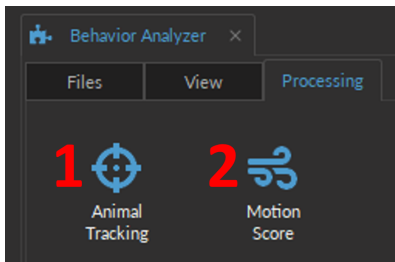 Behavior Analyzer ×
Files View Processing
1 2
Animal Motion
Tracking Score